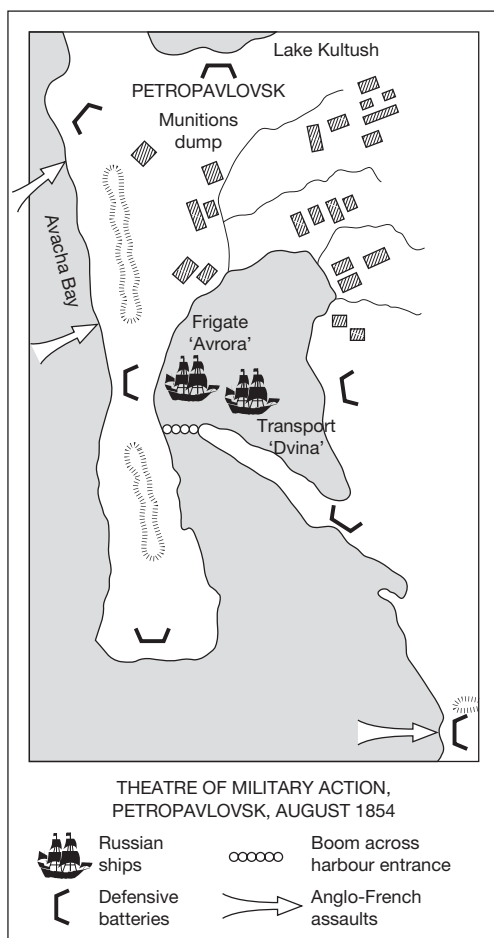 Lake Kultush
PETROPAVLOVSK
Munitions
dump
Avacha Bay
Frigate
‘Avrora’
Transport
‘Dvina’
THEATRE OF MILITARY ACTION,
PETROPAVLOVSK, AUGUST 1854
Russian
ships
Boom across
harbour entrance
Defensive
batteries
Anglo-French
assaults